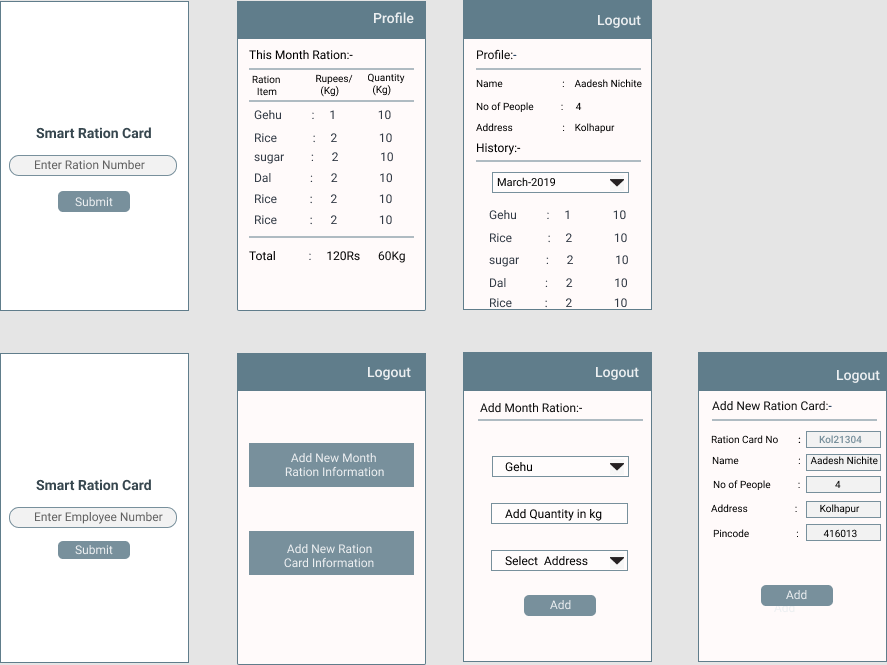 Smart Ration Card
Enter Ration Number
Submit
Profile
This Month Ration:-
Ration Item Rupees/ (Kg) Quantity (Kg)
Gehu : 1 10
Rice : 2 10
sugar : 2 10
Dal : 2 10
Rice : 2 10
Rice : 2 10
Total : 120Rs 60Kg
Logout
Profile:-
Name : Aadesh Nichite
No of People : 4
Address : Kolhapur
History:-
March-2019
Gehu : 1 10
Rice : 2 10
sugar : 2 10
Dal : 2 10
Rice : 2 10
Smart Ration Card
Enter Employee Number
Submit
Logout
Add New Month
Ration Information
Add New Ration
Card Information
Logout
Add Month Ration:-
Gehu
Add Quantity in kg
Select Address
Add
Logout
Add New Ration Card:-
Ration Card No : Kol21304
Name : Aadesh Nichite
No of People : 4
Address : Kolhapur
Pincode : 416013
Add
Add